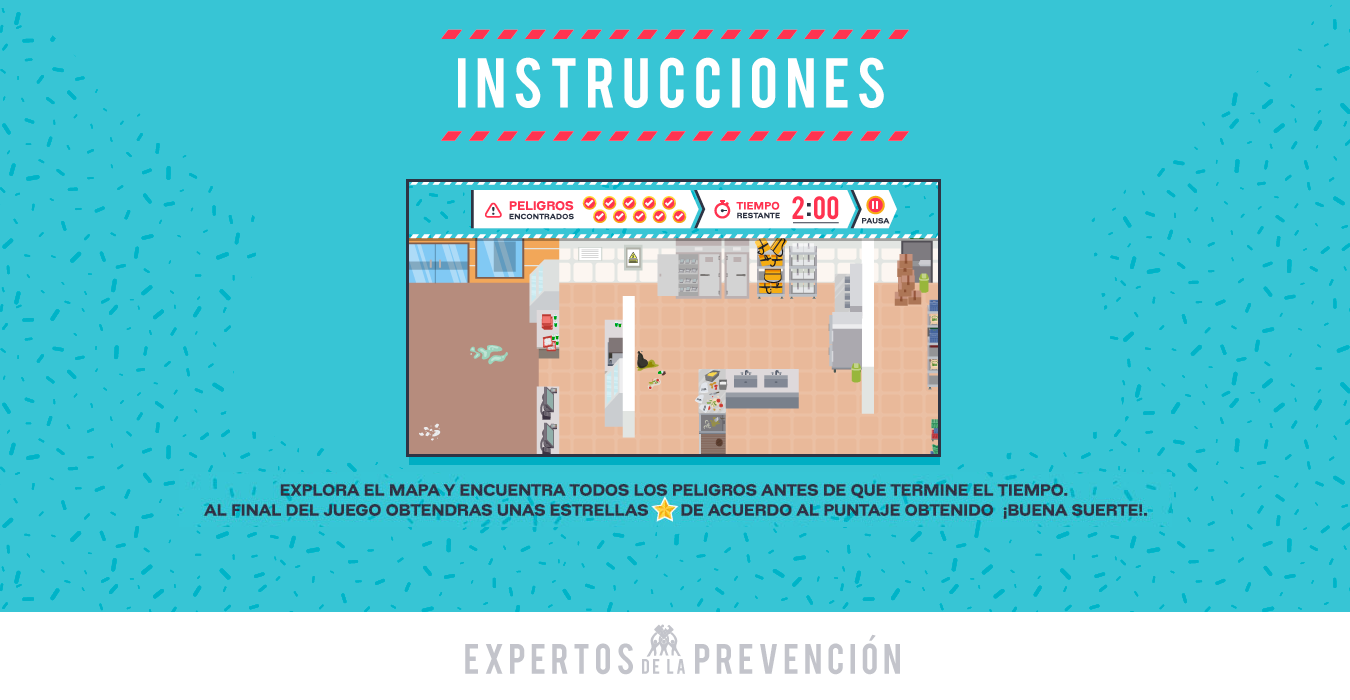 INSTRUCCIONES
PELIGROS
ENCONTRADOS
TIEMPO
RESTANTE
2:00
PAUSA
EXPLORA EL MAPA Y ENCUENTRA TODOS LOS PELIGROS ANTES DE QUE TERMINE EL TIEMPO.
AL FINAL DEL JUEGO OBTENDRAS UNAS ESTRELLAS DE ACUERDO AL PUNTAJE OBTENIDO ¡BUENA SUERTE!.
EXPERTOS DE LA PREVENCIÓN